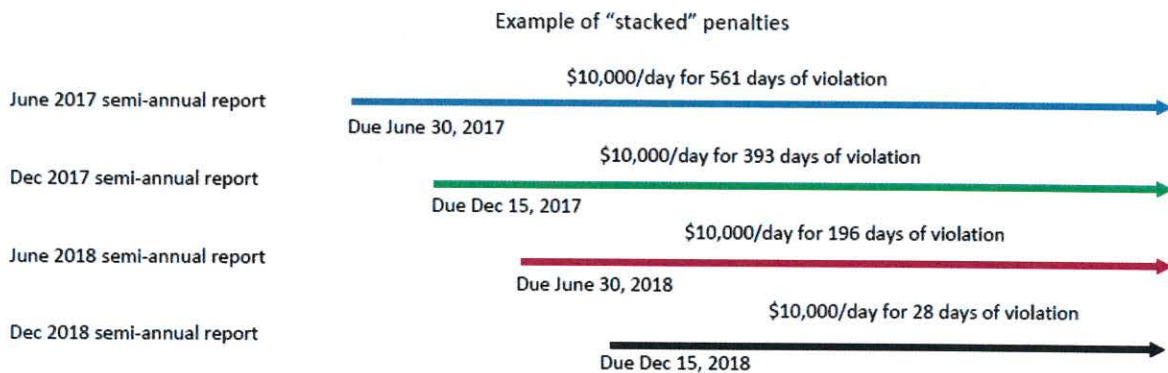 Example of “stacked” penalties
$10,000/day for 561 days of violation
June 2017 semi-annual report
Due June 30, 2017
$10,000/day for 393 days of violation
Dec 2017 semi-annual report
Due Dec 15, 2017
$10,000/day for 196 days of violation
June 2018 semi-annual report
Due June 30, 2018
$10,000/day for 28 days of violation
Dec 2018 semi-annual report
Due Dec 15, 2018